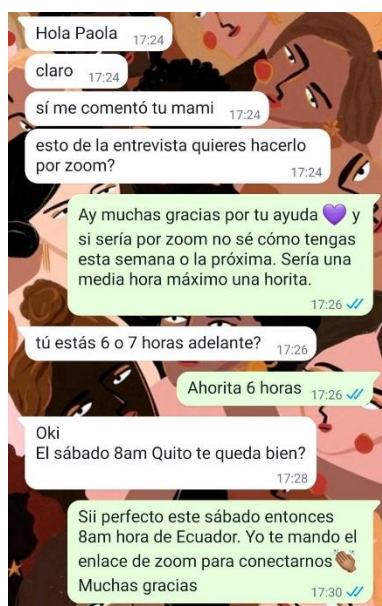 Hola Paola 17:24
claro 17:24
sí me comentó tu mami 17:24
esto de la entrevista quieres hacerlo
por zoom? 17:24
Ay muchas gracias por tu ayuda 💜 y
si sería por zoom no sé cómo tengas
esta semana o la próxima. Sería una
media hora máximo una horita.
17:26
tú estás 6 o 7 horas adelante? 17:26
Ahorita 6 horas 17:26
Oki
El sábado 8am Quito te queda bien?
17:28
Sii perfecto este sábado entonces
8am hora de Ecuador. Yo te mando el
enlace de zoom para conectarnos👏🏽
Muchas gracias 17:30